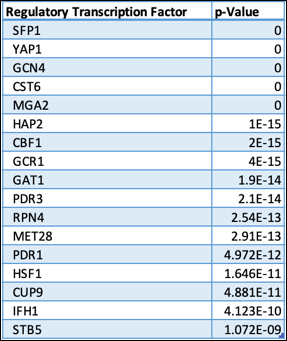 Regulatory Transcription Factor p-Value
SFP1 0
YAP1 0
GCN4 0
CST6 0
MGA2 0
HAP2 1E-15
CBF1 2E-15
GCR1 4E-15
GAT1 1.9E-14
PDR3 2.1E-14
RPN4 2.54E-13
MET28 2.91E-13
PDR1 4.972E-12
HSF1 1.646E-11
CUP9 4.881E-11
IFH1 4.123E-10
STB5 1.072E-09